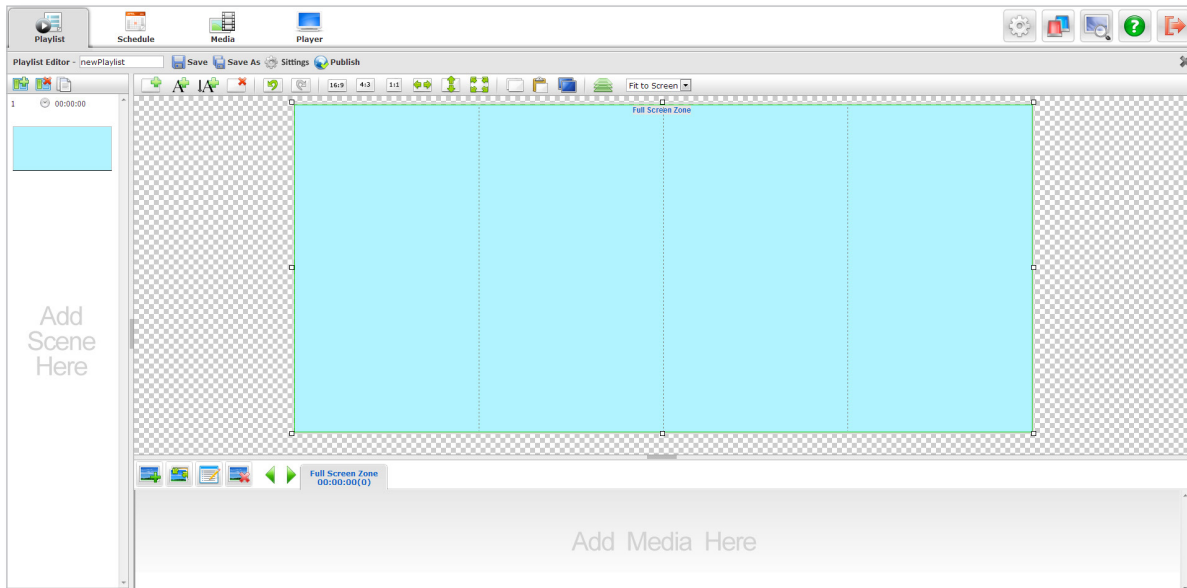 Playlist
Schedule
Media
Player
Playlist Editor - newPlaylist
Save
Save As
Sittings
Publish
16:9
4:3
1:1
Fit to Screen
1 00:00:00
Full Screen Zone
Add
Scene
Here
Full Screen Zone
00:00:00(0)
Add Media Here